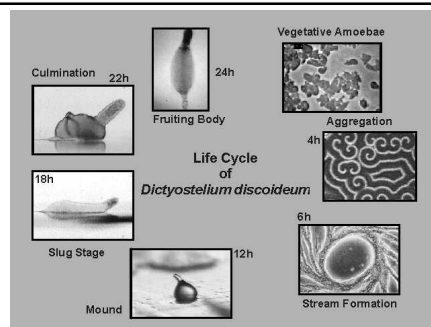 Vegetative Amoebae
Aggregation
4h
6h
Stream Formation
12h
Mound
18h
Slug Stage
Culmination
22h
24h
Fruiting Body
Life Cycle
of
Dictyostelium discoideum